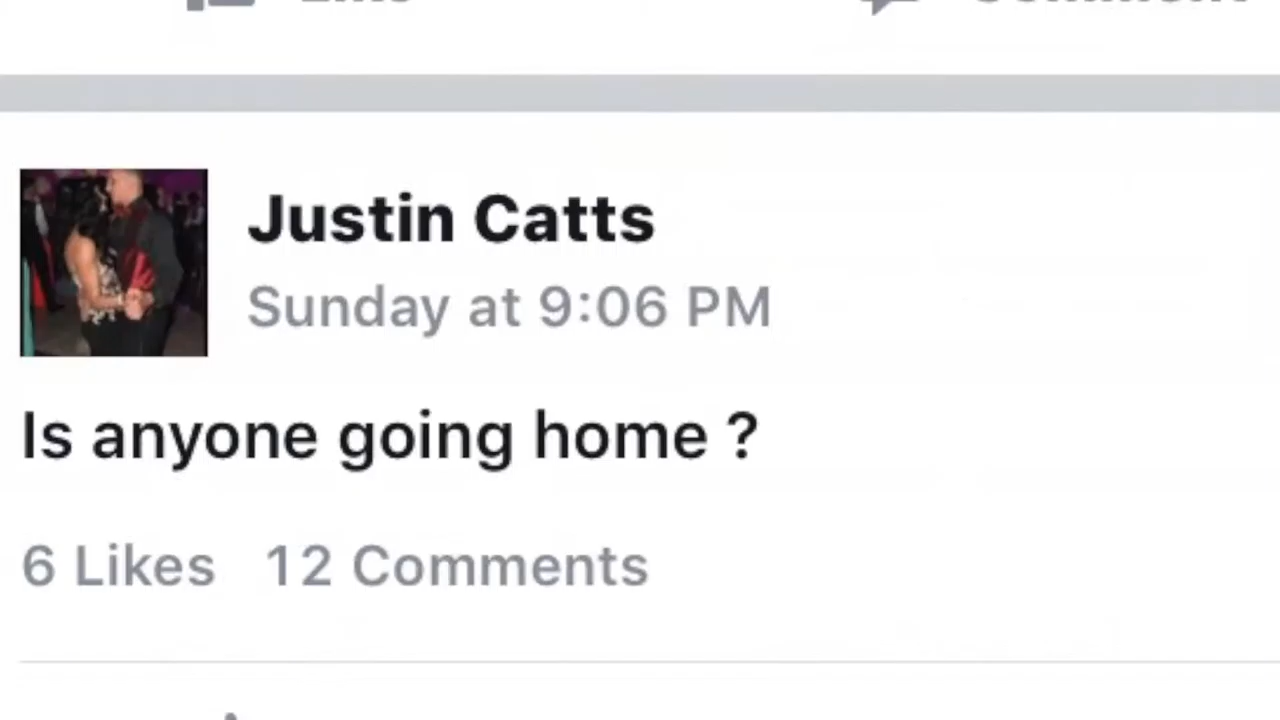 Justin Catts
Sunday at 9:06 PM
Is anyone going home ?
6 Likes 12 Comments